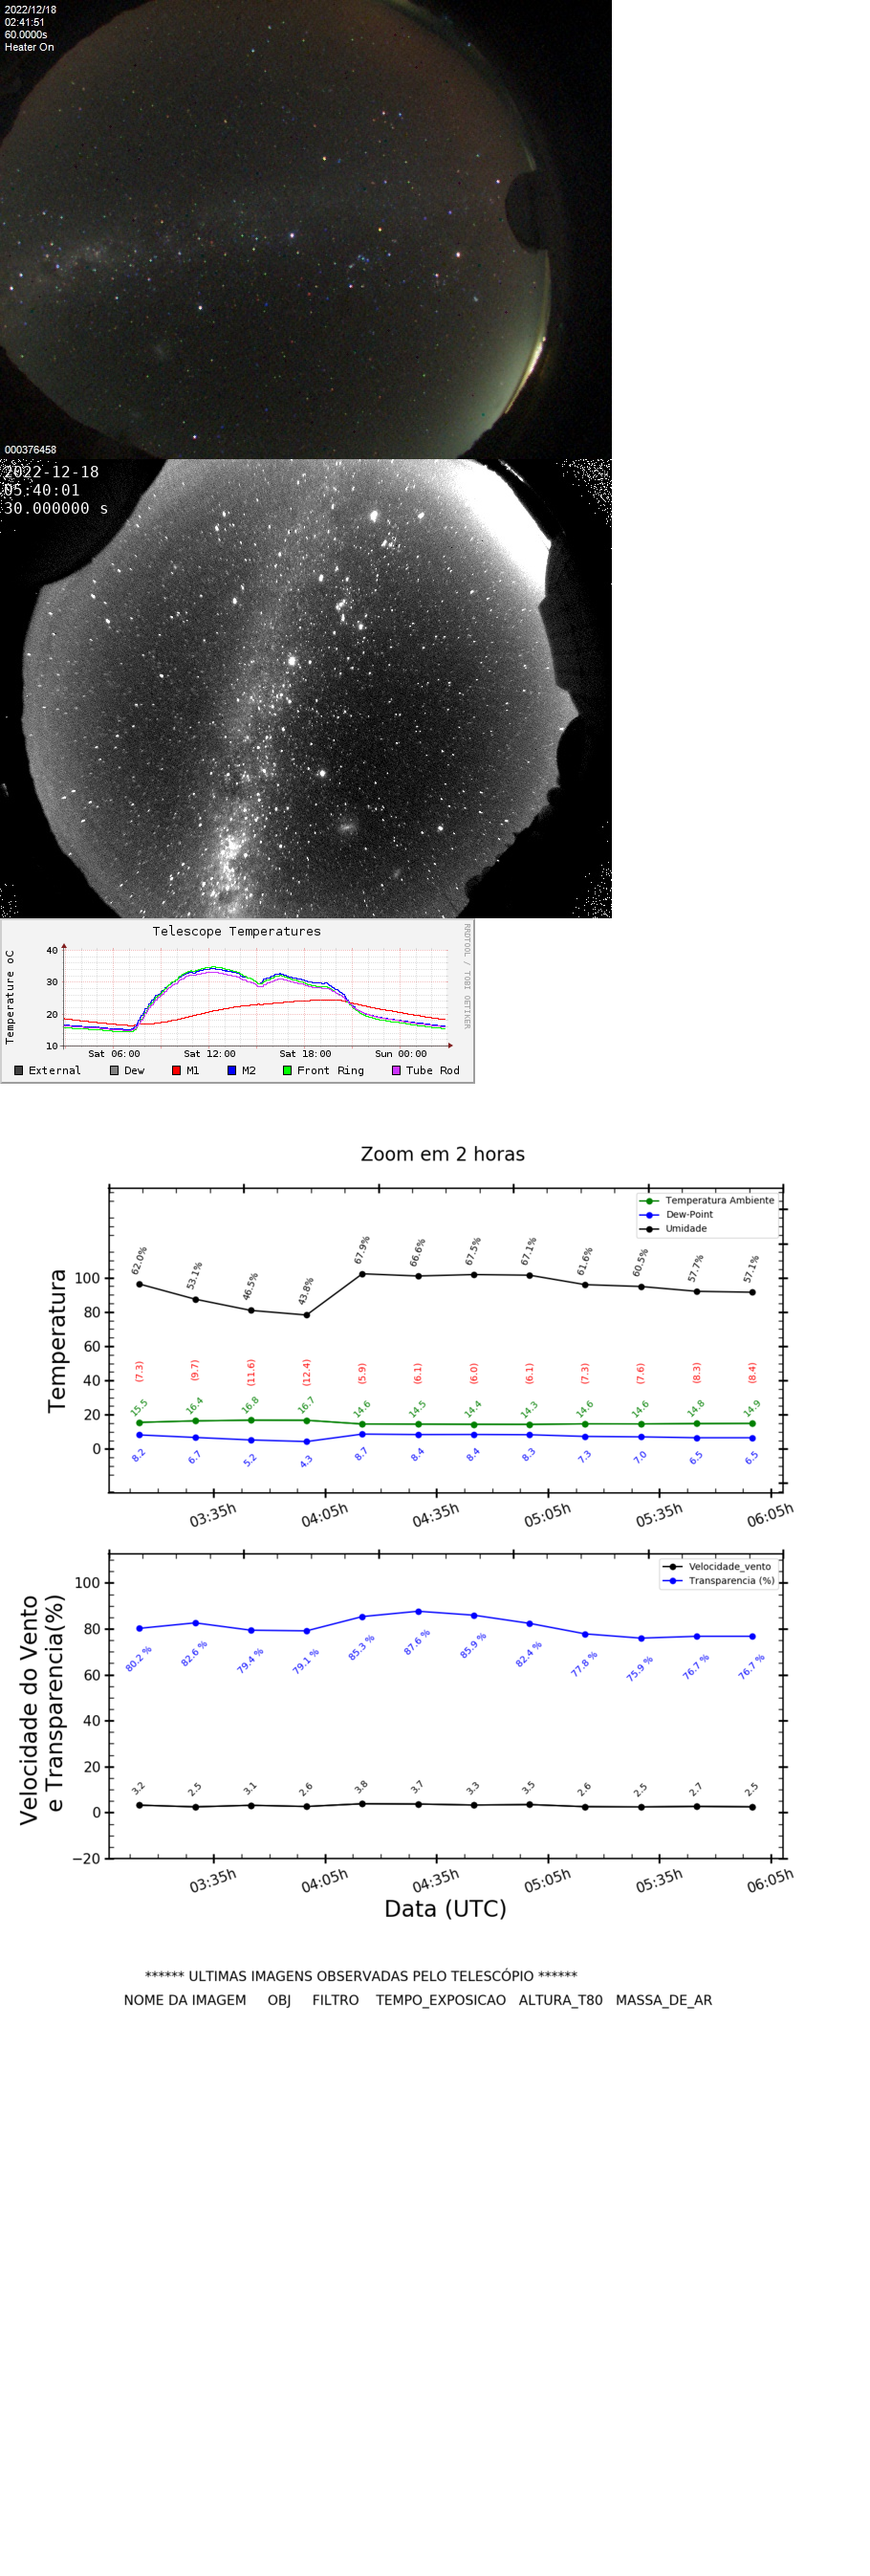 2022/12/18
02:41:51
60.0000s
Heater On
000376458
2022-12-18
05:40:01
30.000000 s
Telescope Temperatures
RRDTOOL / TOBI OETIKER
Temperature oC
40
30
20
10
Sat 06:00 Sat 12:00 Sat 18:00 Sun 00:00
External Dew M1 M2 Front Ring Tube Rod
Zoom em 2 horas
Temperatura Ambiente
Dew-Point
Umidade
Temperatura
100
80
60
40
20
0
62.0% 53.1% 46.5% 43.8% 67.9% 66.6% 67.5% 67.1% 61.6% 60.5% 57.7% 57.1%
(7.3) (9.7) (11.6) (12.4) (5.9) (6.1) (6.0) (6.1) (7.3) (7.6) (8.3) (8.4)
15.5 16.4 16.8 16.7 14.6 14.5 14.4 14.3 14.6 14.6 14.8 14.9
8.2 6.7 5.2 4.3 8.7 8.4 8.4 8.3 7.3 7.0 6.5 6.5
03:35h 04:05h 04:35h 05:05h 05:35h 06:05h
Velocidade_vento
Transparencia (%)
Velocidade do Vento
e Transparencia(%)
100
80
60
40
20
0
−20
80.2 % 82.6 % 79.4 % 79.1 % 85.3 % 87.6 % 85.9 % 82.4 % 77.8 % 75.9 % 76.7 % 76.7 %
3.2 2.5 3.1 2.6 3.8 3.7 3.3 3.5 2.6 2.5 2.7 2.5
03:35h 04:05h 04:35h 05:05h 05:35h 06:05h
Data (UTC)
****** ULTIMAS IMAGENS OBSERVADAS PELO TELESCÓPIO ******
NOME DA IMAGEM OBJ FILTRO TEMPO_EXPOSICAO ALTURA_T80 MASSA_DE_AR